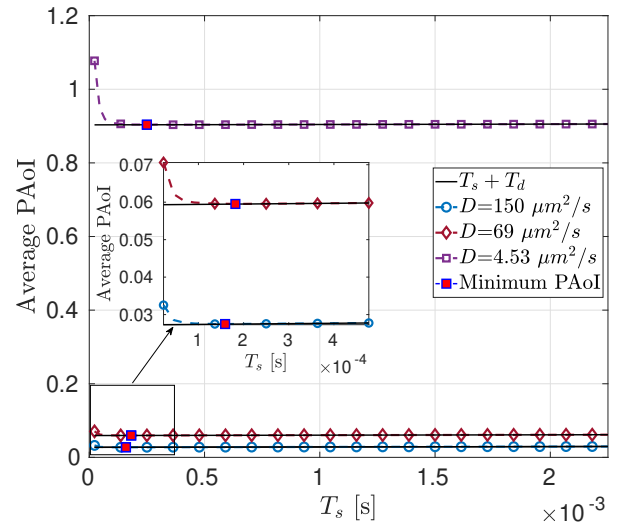 1.2
1
0.8
0.6
0.4
0.2
0
Average PAoI
0 0.5 1 1.5 2
×10⁻³
T_s [s]
0.07
0.06
0.05
0.04
0.03
Average PAoI
1 2 3 4
×10⁻⁴
T_s [s]
T_s + T_d
D=150 μm²/s
D=69 μm²/s
D=4.53 μm²/s
Minimum PAoI